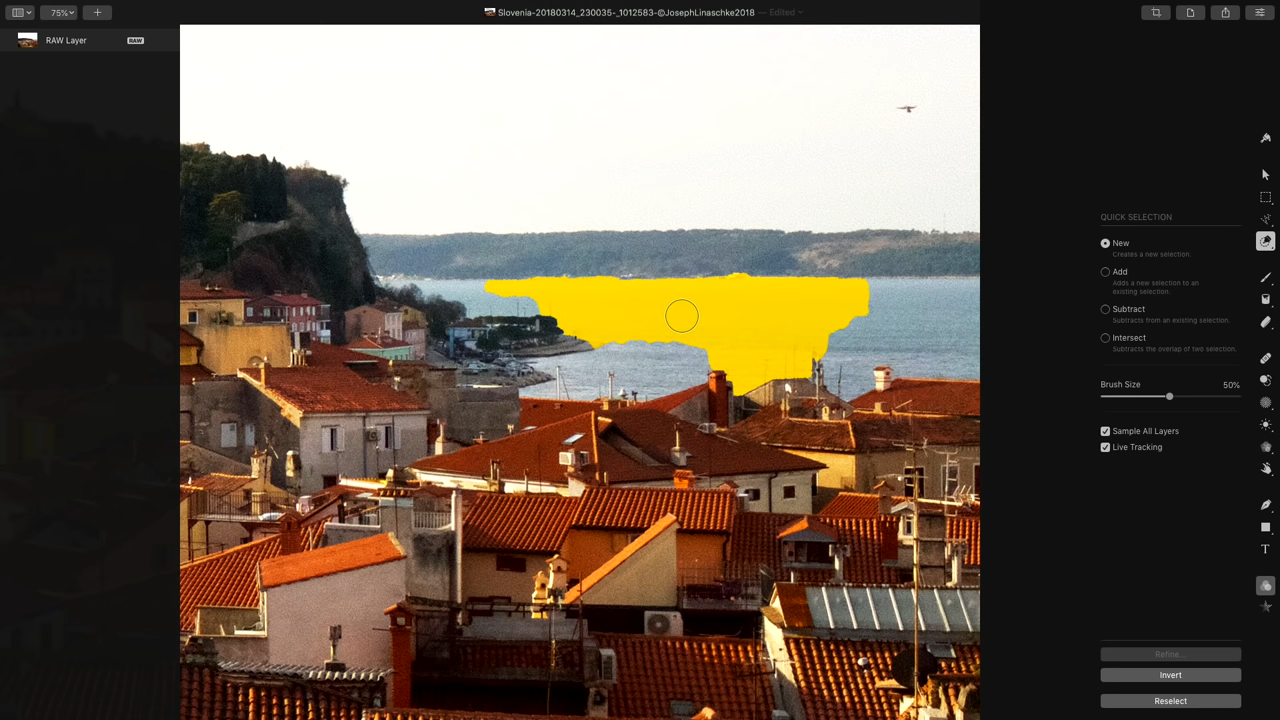 75%
Slovenia-20180314_230035-_1012583-©JosephLinaschke2018 — Edited
RAW Layer
RAW
QUICK SELECTION
New
Creates a new selection.
Add
Adds a new selection to an
existing selection.
Subtract
Subtracts from an existing selection.
Intersect
Subtracts the overlap of two selection.
Brush Size 50%
Sample All Layers
Live Tracking
T
Refine...
Invert
Reselect